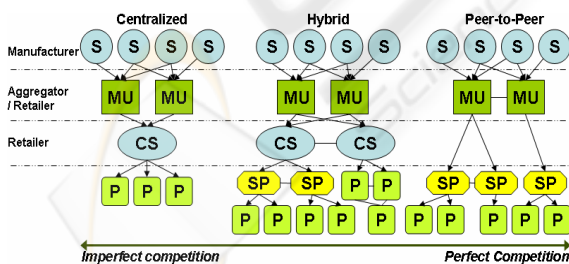 Centralized Hybrid Peer-to-Peer
Manufacturer S S S S S S S S S S S S
Aggregator / Retailer MU MU MU MU MU MU
Retailer CS CS CS
SP SP P P SP SP SP
P P P P P P P P P P P P P
Imperfect competition Perfect Competition
Science